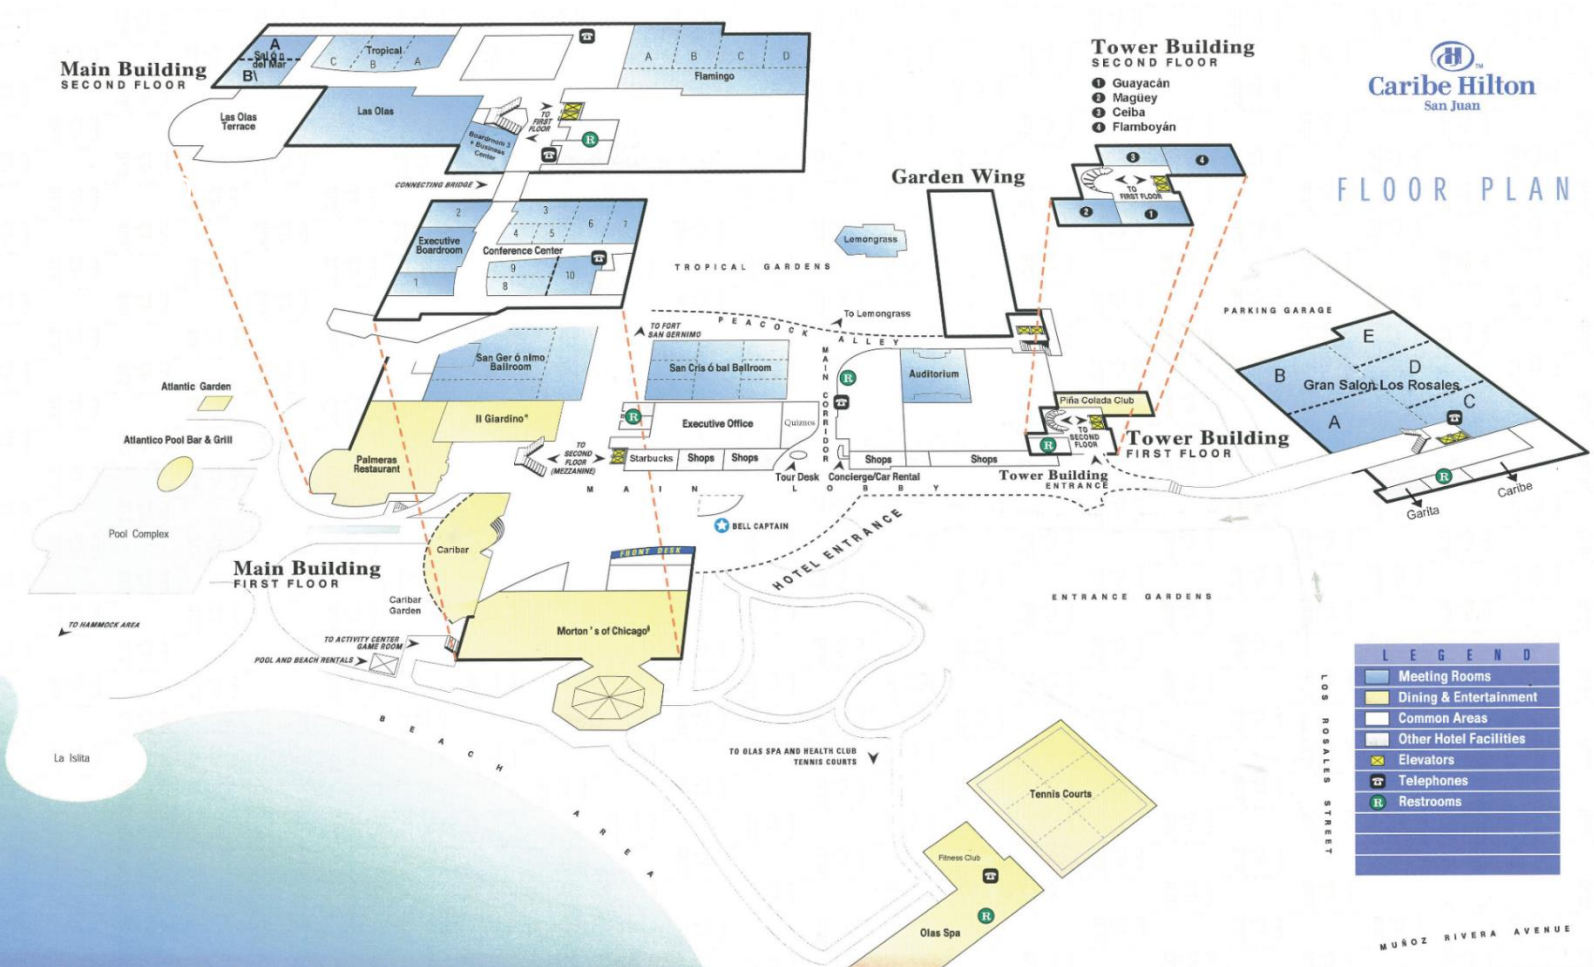 Main Building
SECOND FLOOR
A
Sal ó n
del Mar
B\
Tropical
C
B
A
A
B
C
D
Flamingo
Las Olas
Terrace
Las Olas
Boardroom 3
+ Business
Center
TO
FIRST
FLOOR
R
CONNECTING BRIDGE
Tower Building
SECOND FLOOR
1 Guayacán
2 Magüey
3 Ceiba
4 Flamboyán
3
4
TO
FIRST FLOOR
2
1
H
TM
Caribe Hilton
San Juan
FLOOR PLAN
Garden Wing
2
Executive
Boardroom
1
3
4
5
6
7
Conference Center
9
8
10
Lemongrass
TROPICAL GARDENS
TO FORT
SAN GERNIMO
PEACOCK ALLEY
To Lemongrass
PARKING GARAGE
San Ger ó nimo
Ballroom
San Cris ó bal Ballroom
MAIN CORRIDOR
R
Auditorium
E
B
D
Gran Salon Los Rosales
C
A
Atlantic Garden
Atlantico Pool Bar & Grill
Il Giardino*
Palmeras
Restaurant
R
Executive Office
Quiznos
Piña Colada Club
TO
SECOND
FLOOR
R
Tower Building
FIRST FLOOR
TO
SECOND
FLOOR
(MEZZANINE)
Starbucks
Shops
Shops
Shops
Shops
Tour Desk
Concierge/Car Rental
Tower Building
ENTRANCE
R
Garita
Caribe
MAIN LOBBY
BELL CAPTAIN
HOTEL ENTRANCE
Pool Complex
Caribar
FRONT DESK
Main Building
FIRST FLOOR
Caribar
Garden
ENTRANCE GARDENS
TO HAMMOCK AREA
TO ACTIVITY CENTER
GAME ROOM
POOL AND BEACH RENTALS
Morton ' s of Chicago§
LEGEND
Meeting Rooms
Dining & Entertainment
Common Areas
Other Hotel Facilities
Elevators
Telephones
R Restrooms
LOS ROSALES STREET
BEACH AREA
La Islita
TO OLAS SPA AND HEALTH CLUB
TENNIS COURTS
Tennis Courts
Fitness Club
R
Olas Spa
MUÑOZ RIVERA AVENUE